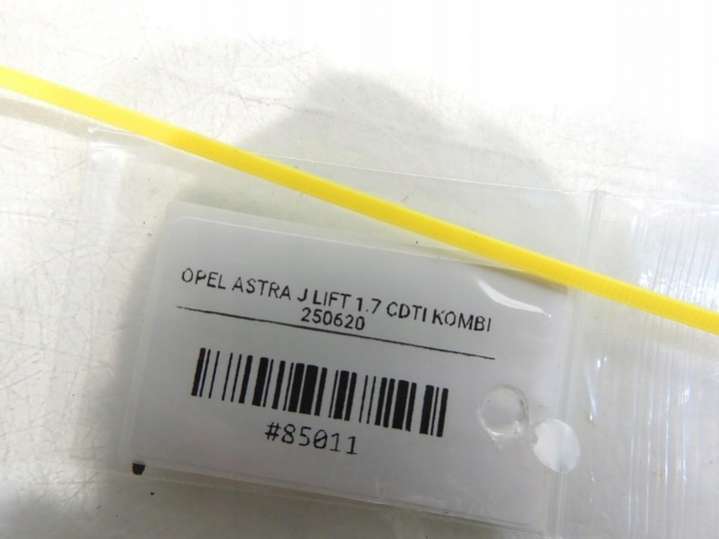 OPEL ASTRA J LIFT 1.7 CDTI KOMBI
250620
#85011